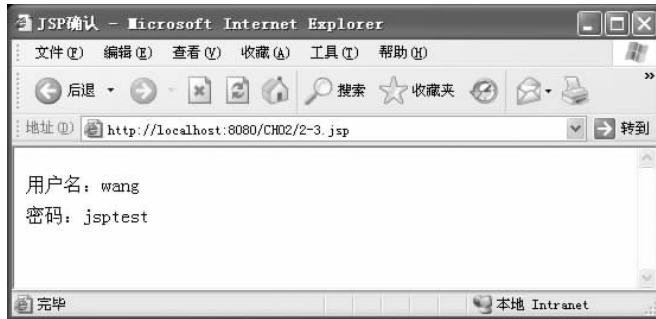 JSP确认 - Microsoft Internet Explorer
文件(F) 编辑(E) 查看(V) 收藏(A) 工具(T) 帮助(H)
后退 搜索 收藏夹 »
地址(D) http://localhost:8080/CH02/2-3.jsp 转到
用户名：wang
密码：jsptest
完毕 本地 Intranet